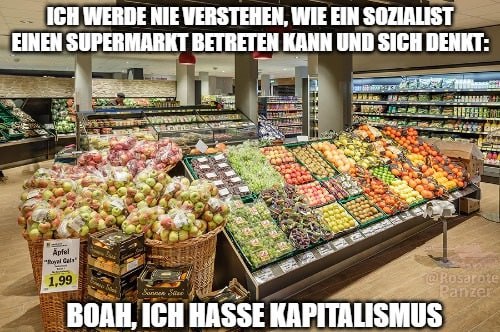 ICH WERDE NIE VERSTEHEN, WIE EIN SOZIALIST
EINEN SUPERMARKT BETRETEN KANN UND SICH DENKT:
Äpfel
"Royal Gala"
1,99
@Rosarote
Panzer
BOAH, ICH HASSE KAPITALISMUS